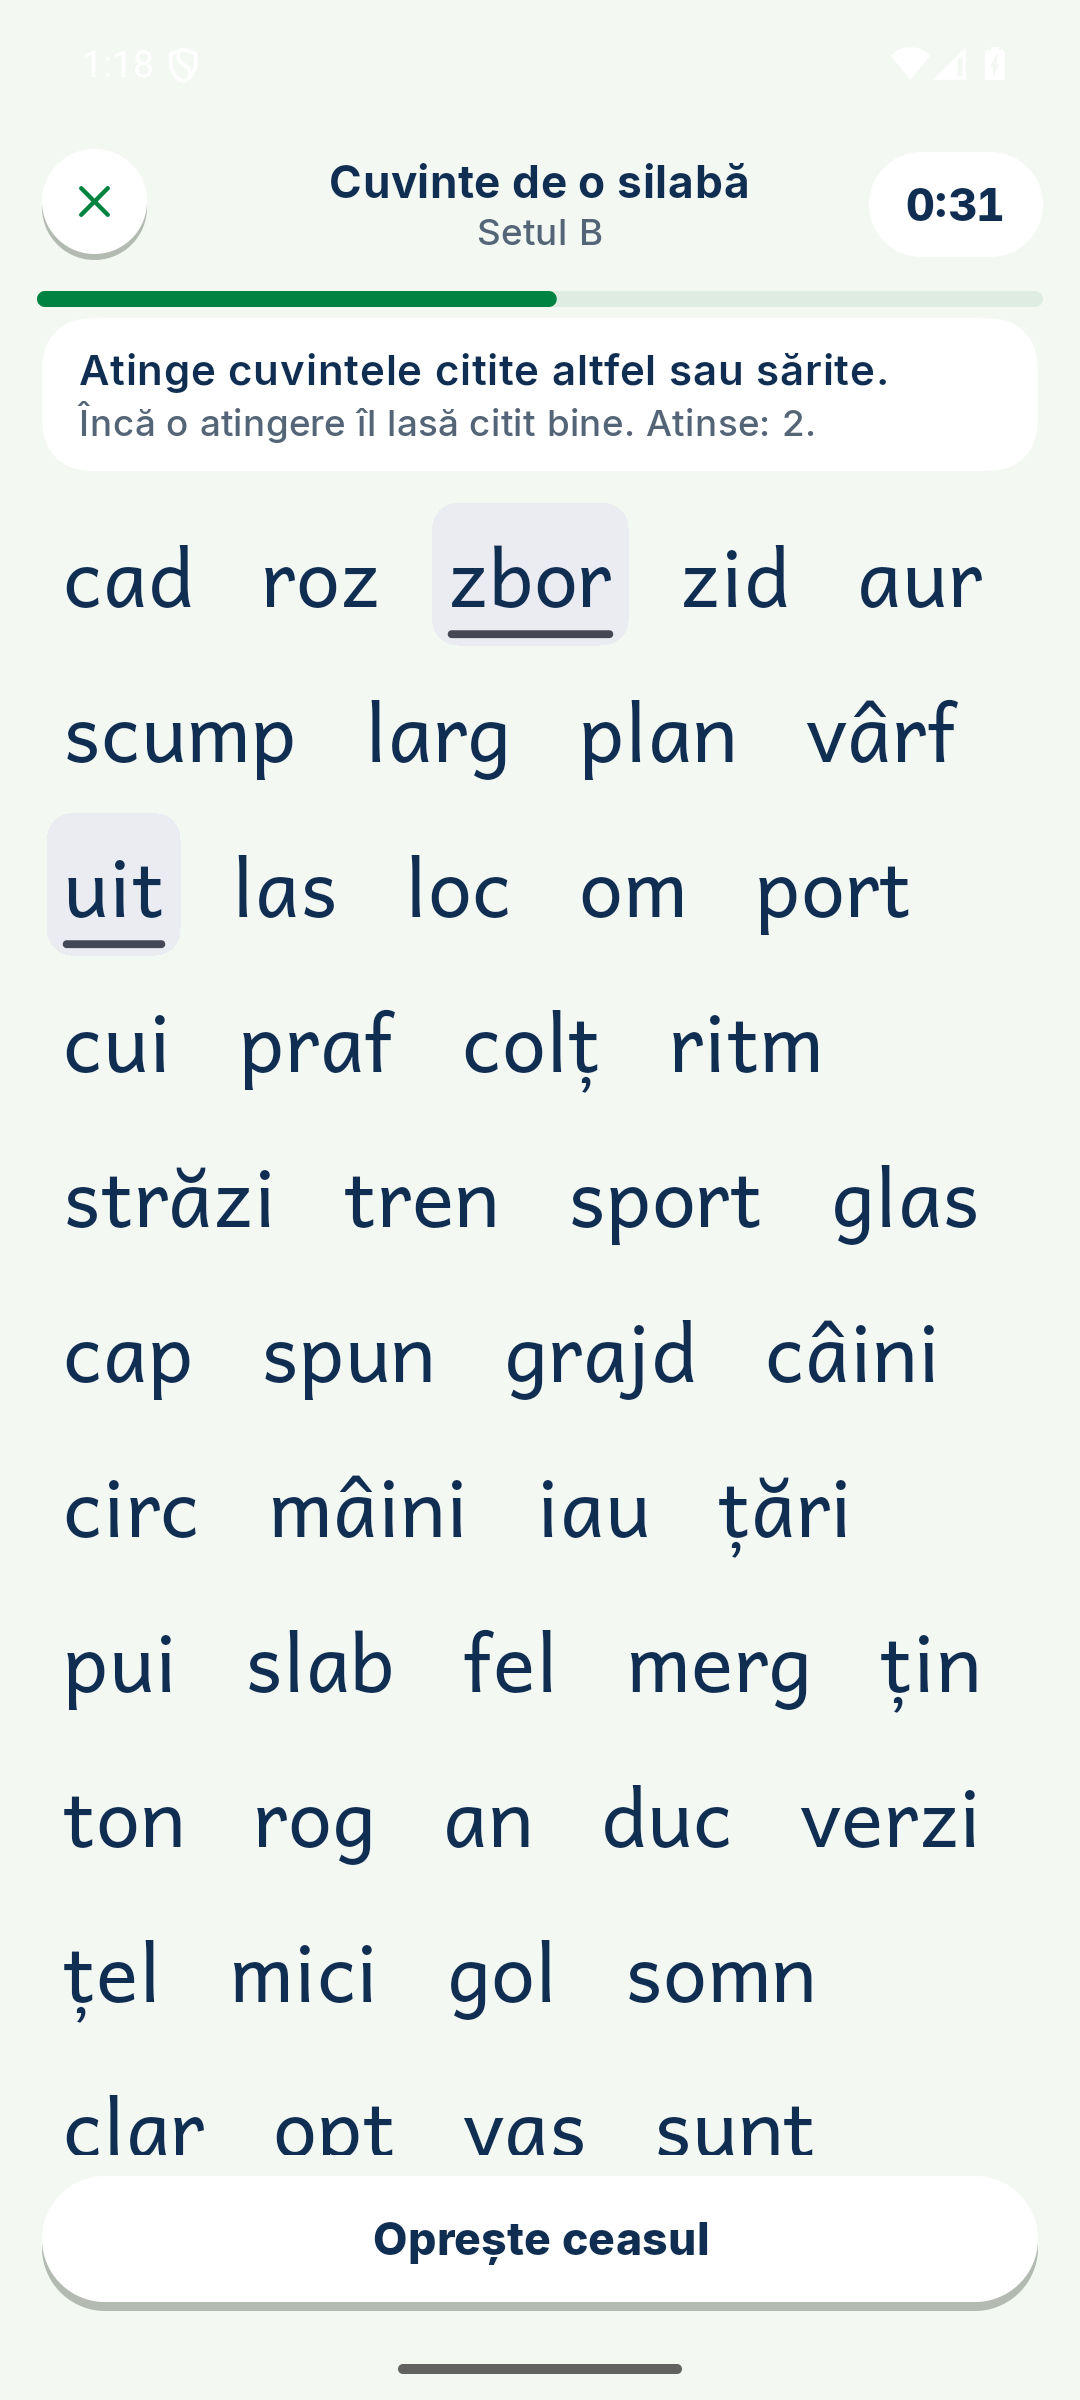 1:18
Cuvinte de o silabă
Setul B
0:31
Atinge cuvintele citite altfel sau sărite.
Încă o atingere îl lasă citit bine. Atinse: 2.
cad roz zbor zid aur
scump larg plan vârf
uit las loc om port
cui praf colț ritm
străzi tren sport glas
cap spun grajd câini
circ mâini iau țări
pui slab fel merg țin
ton rog an duc verzi
țel mici gol somn
clar opt vas sunt
Oprește ceasul